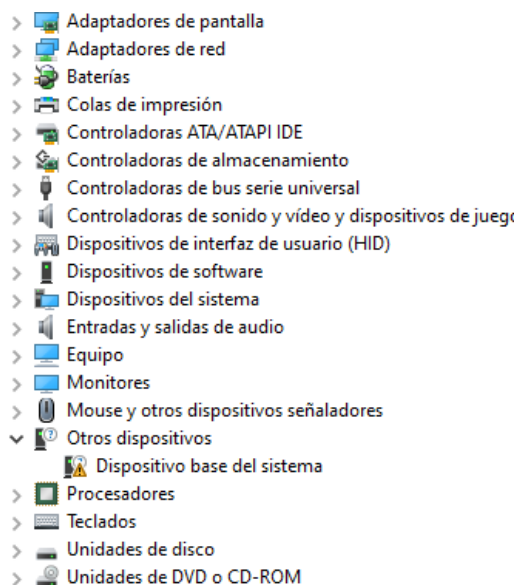 Adaptadores de pantalla
Adaptadores de red
Baterías
Colas de impresión
Controladoras ATA/ATAPI IDE
Controladoras de almacenamiento
Controladoras de bus serie universal
Controladoras de sonido y vídeo y dispositivos de juego
Dispositivos de interfaz de usuario (HID)
Dispositivos de software
Dispositivos del sistema
Entradas y salidas de audio
Equipo
Monitores
Mouse y otros dispositivos señaladores
Otros dispositivos
Dispositivo base del sistema
Procesadores
Teclados
Unidades de disco
Unidades de DVD o CD-ROM